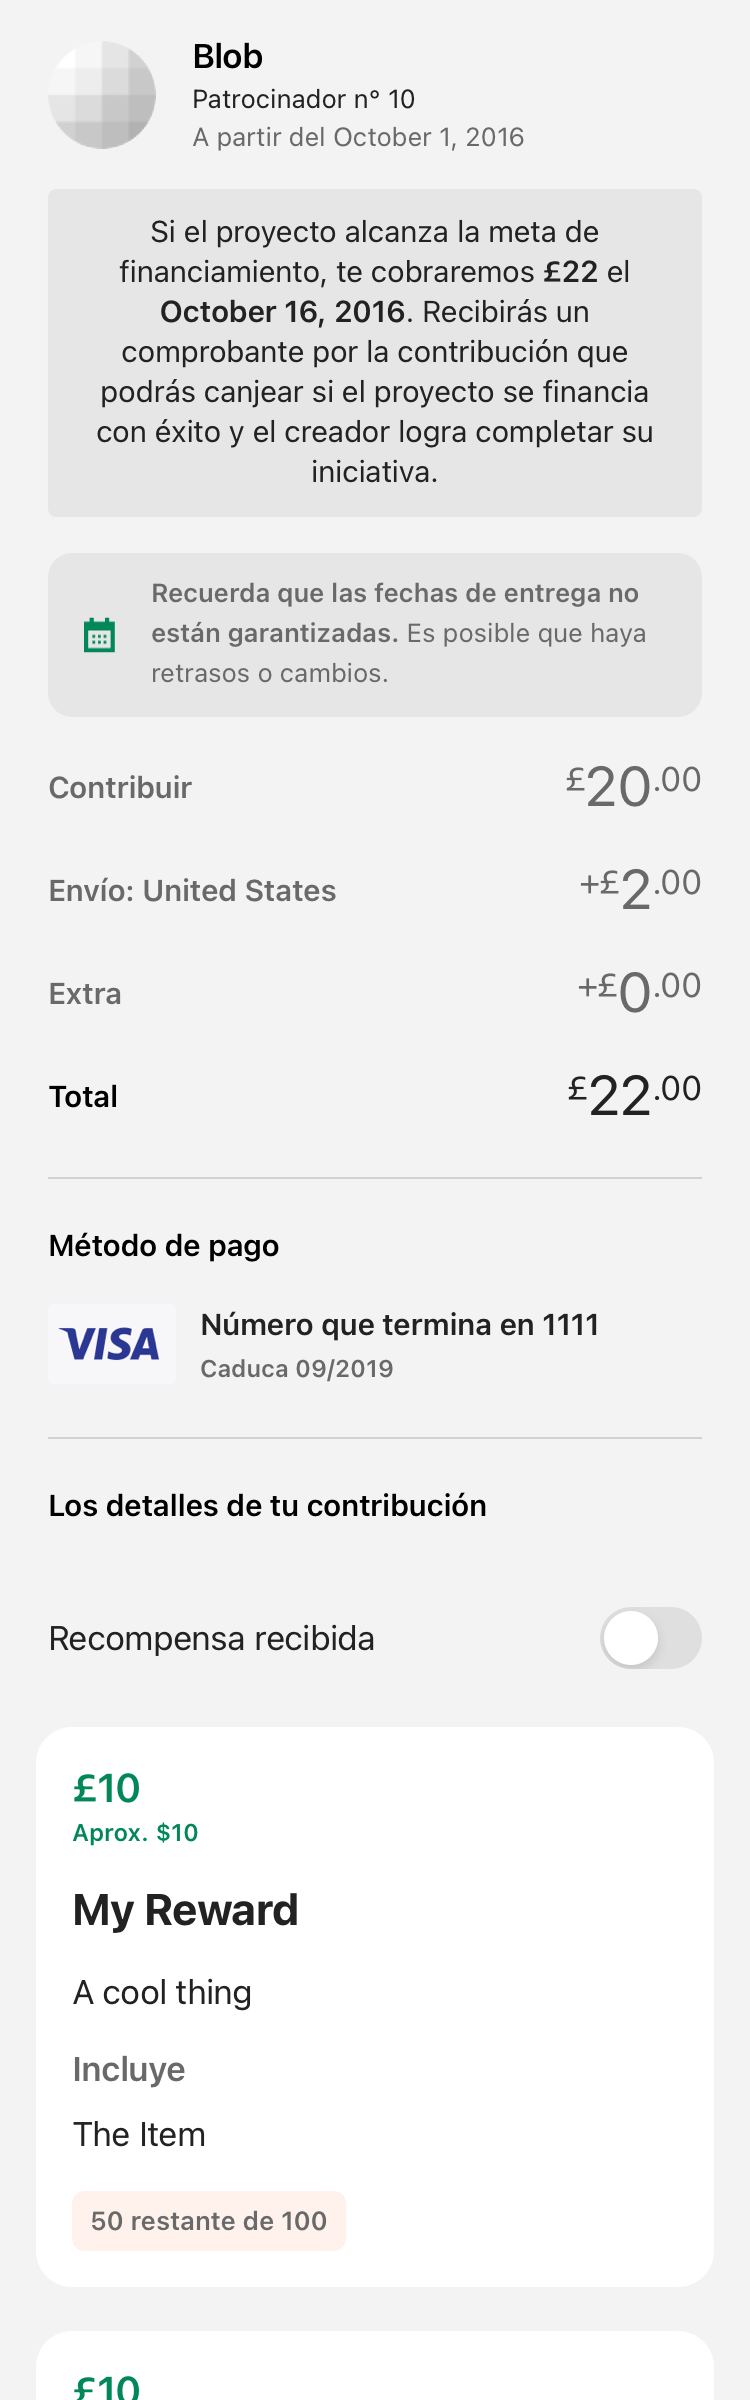 Blob
Patrocinador n° 10
A partir del October 1, 2016
Si el proyecto alcanza la meta de
financiamiento, te cobraremos £22 el
October 16, 2016. Recibirás un
comprobante por la contribución que
podrás canjear si el proyecto se financia
con éxito y el creador logra completar su
iniciativa.
Recuerda que las fechas de entrega no
están garantizadas. Es posible que haya
retrasos o cambios.
Contribuir £20.00
Envío: United States +£2.00
Extra +£0.00
Total £22.00
Método de pago
VISA
Número que termina en 1111
Caduca 09/2019
Los detalles de tu contribución
Recompensa recibida
£10
Aprox. $10
My Reward
A cool thing
Incluye
The Item
50 restante de 100
£10